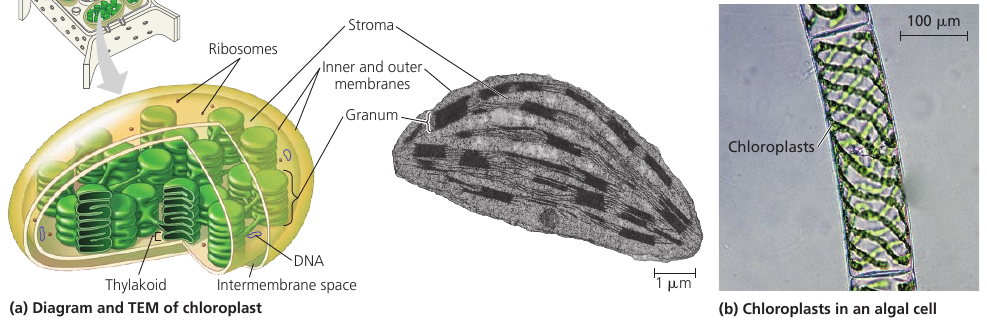 Ribosomes
Stroma
Inner and outer
membranes
Granum
DNA
Thylakoid
Intermembrane space
1 μm
(a) Diagram and TEM of chloroplast
100 μm
Chloroplasts
(b) Chloroplasts in an algal cell